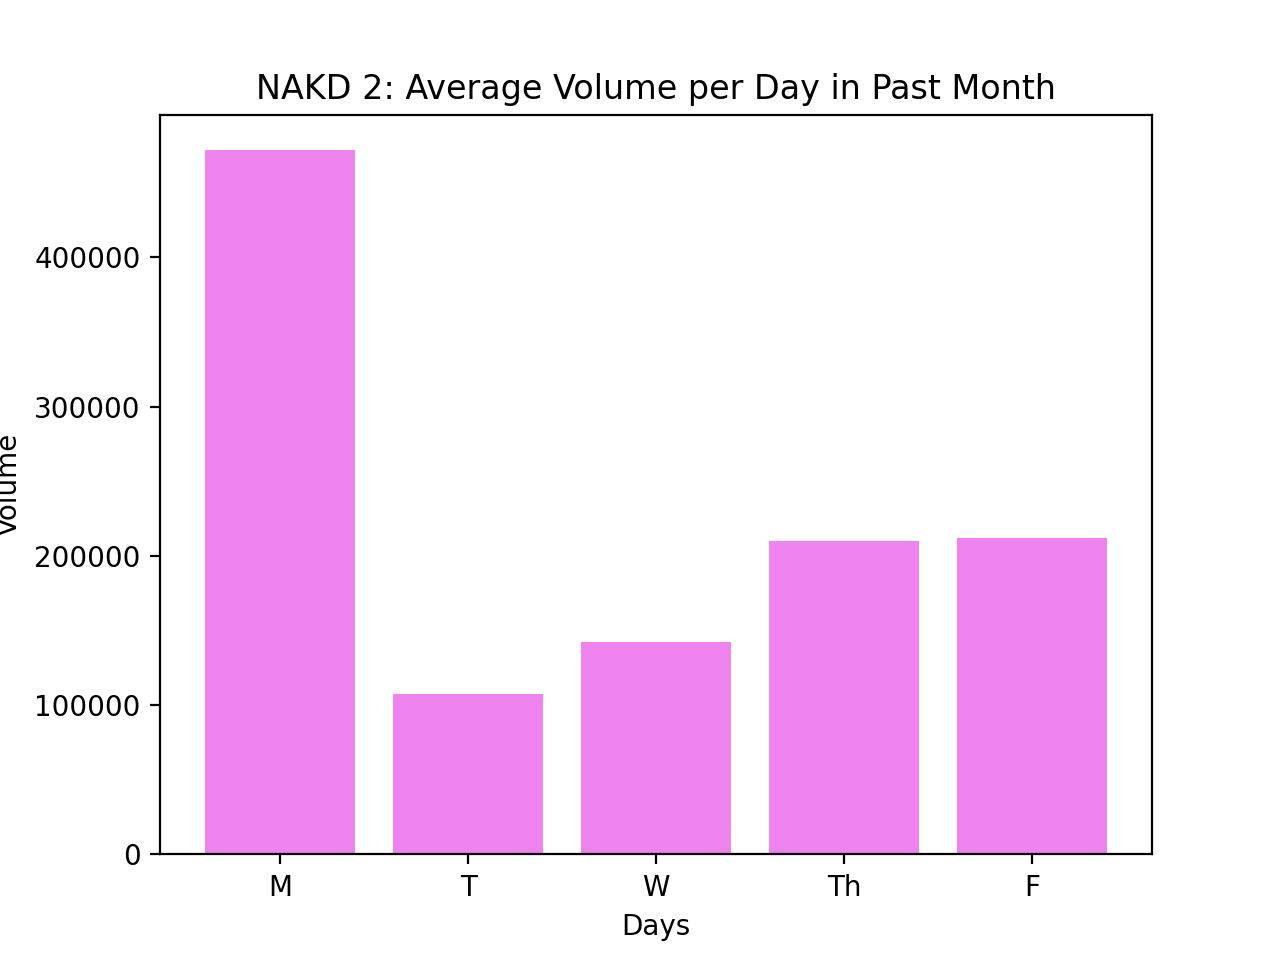 NAKD 2: Average Volume per Day in Past Month
Volume
400000
300000
200000
100000
0
M T W Th F
Days